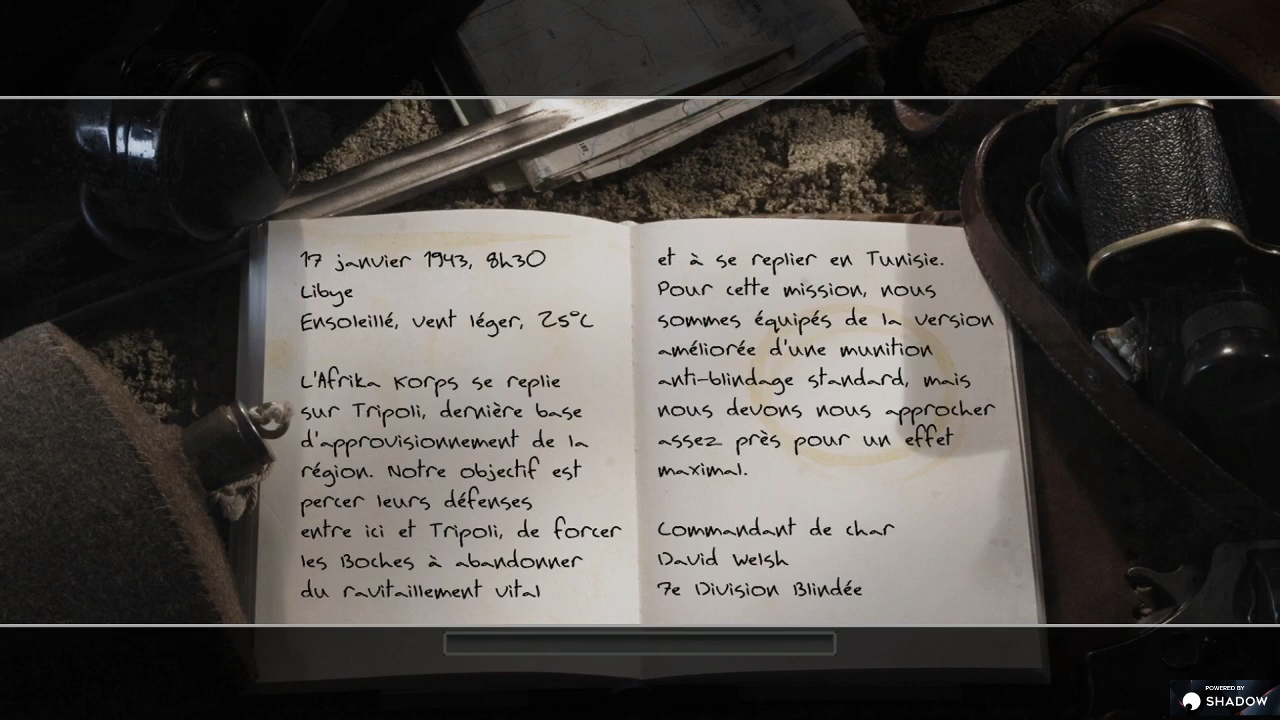 17 janvier 1943, 8h30
Libye
Ensoleillé, vent léger, 25°C
L'Afrika Korps se replie
sur Tripoli, dernière base
d'approvisionnement de la
région. Notre objectif est
percer leurs défenses
entre ici et Tripoli, de forcer
les Boches à abandonner
du ravitaillement vital
et à se replier en Tunisie.
Pour cette mission, nous
sommes équipés de la version
améliorée d'une munition
anti-blindage standard, mais
nous devons nous approcher
assez près pour un effet
maximal.
Commandant de char
David Welsh
7e Division Blindée
POWERED BY
SHADOW